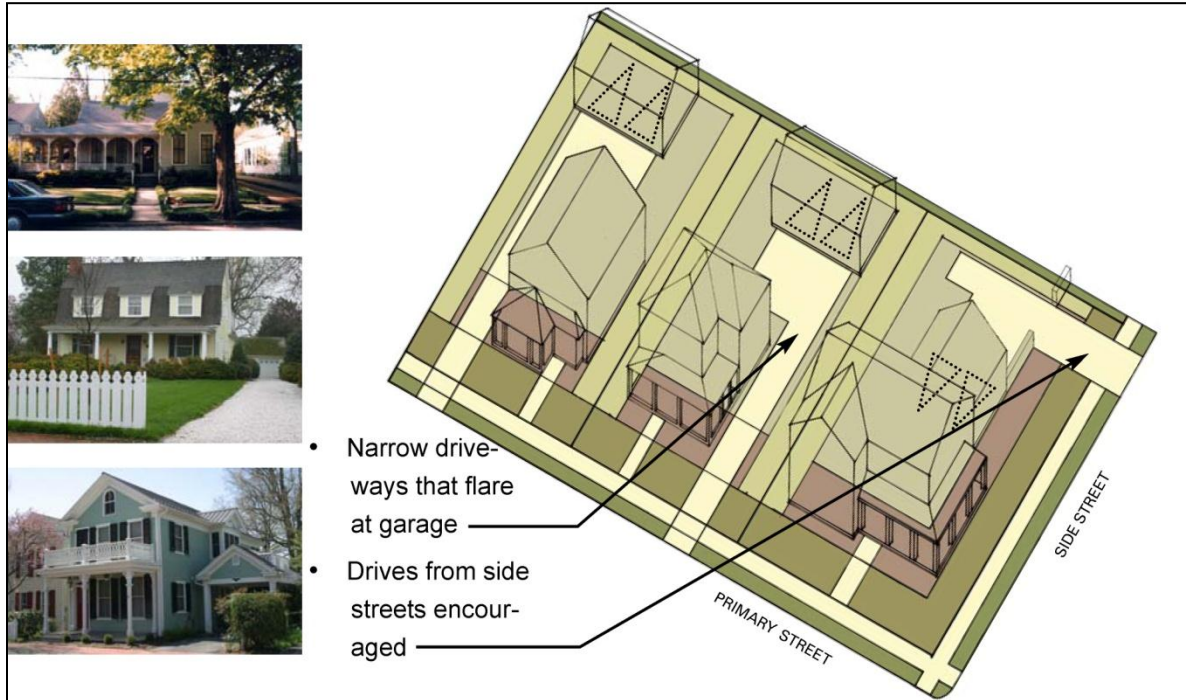 • Narrow drive-
ways that flare
at garage
• Drives from side
streets encour-
aged
PRIMARY STREET
SIDE STREET